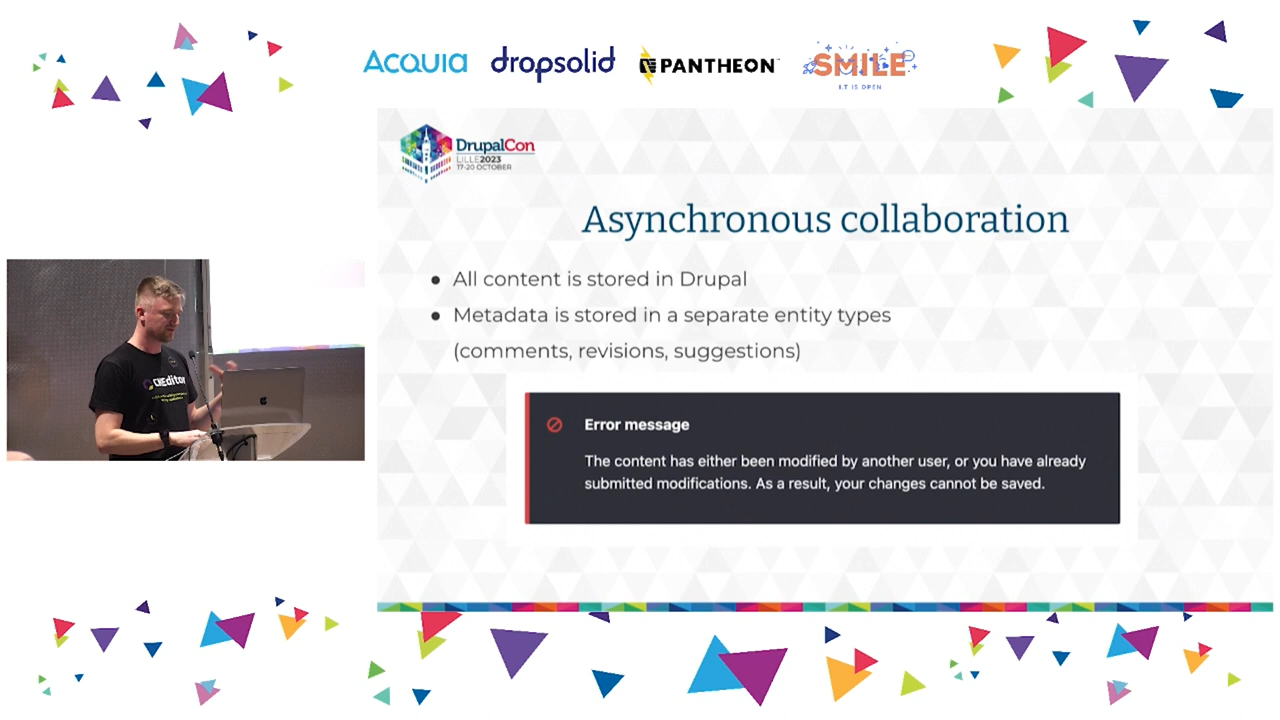 ACQUIA
dropsolid
PANTHEON
SMILE
I.T IS OPEN
DrupalCon
LILLE2023
17-20 OCTOBER
Asynchronous collaboration
● All content is stored in Drupal
● Metadata is stored in a separate entity types
(comments, revisions, suggestions)
Error message
The content has either been modified by another user, or you have already
submitted modifications. As a result, your changes cannot be saved.
CKEditor